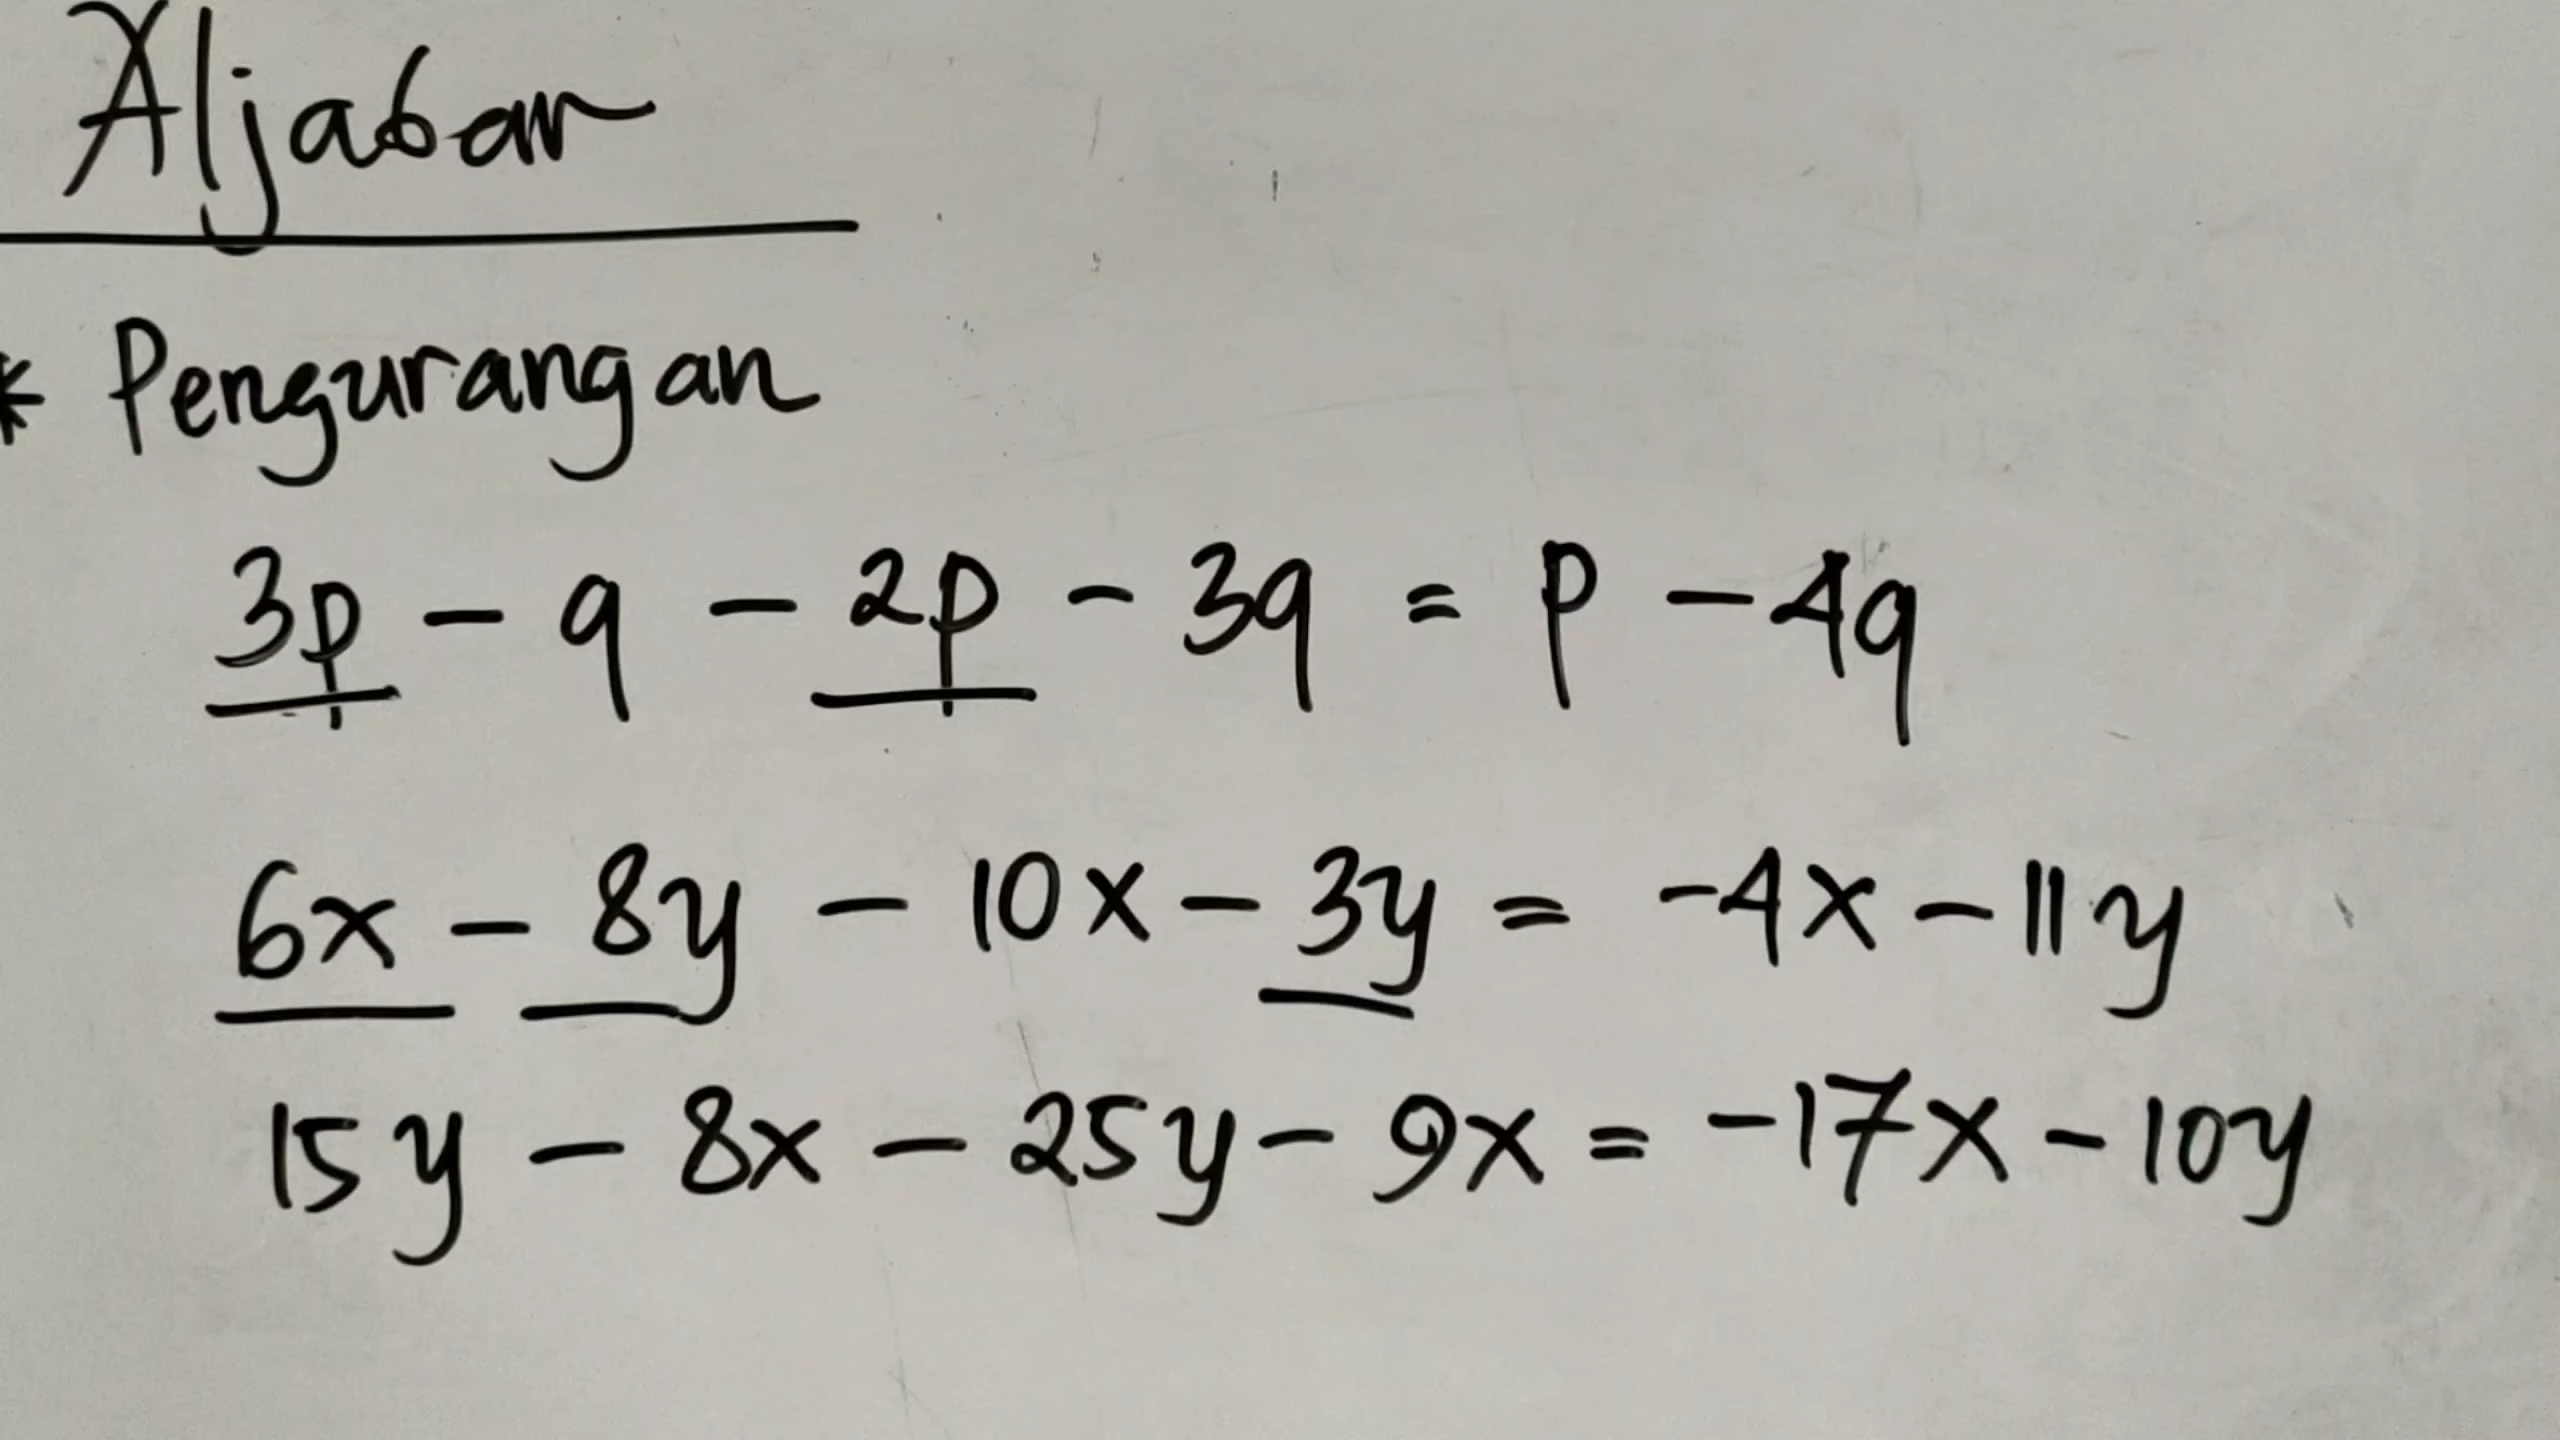 Aljabar
* Pengurangan
3p - q - 2p - 3q = p - 4q
6x - 8y - 10x - 3y = -4x - 11y
15y - 8x - 25y - 9x = -17x - 10y